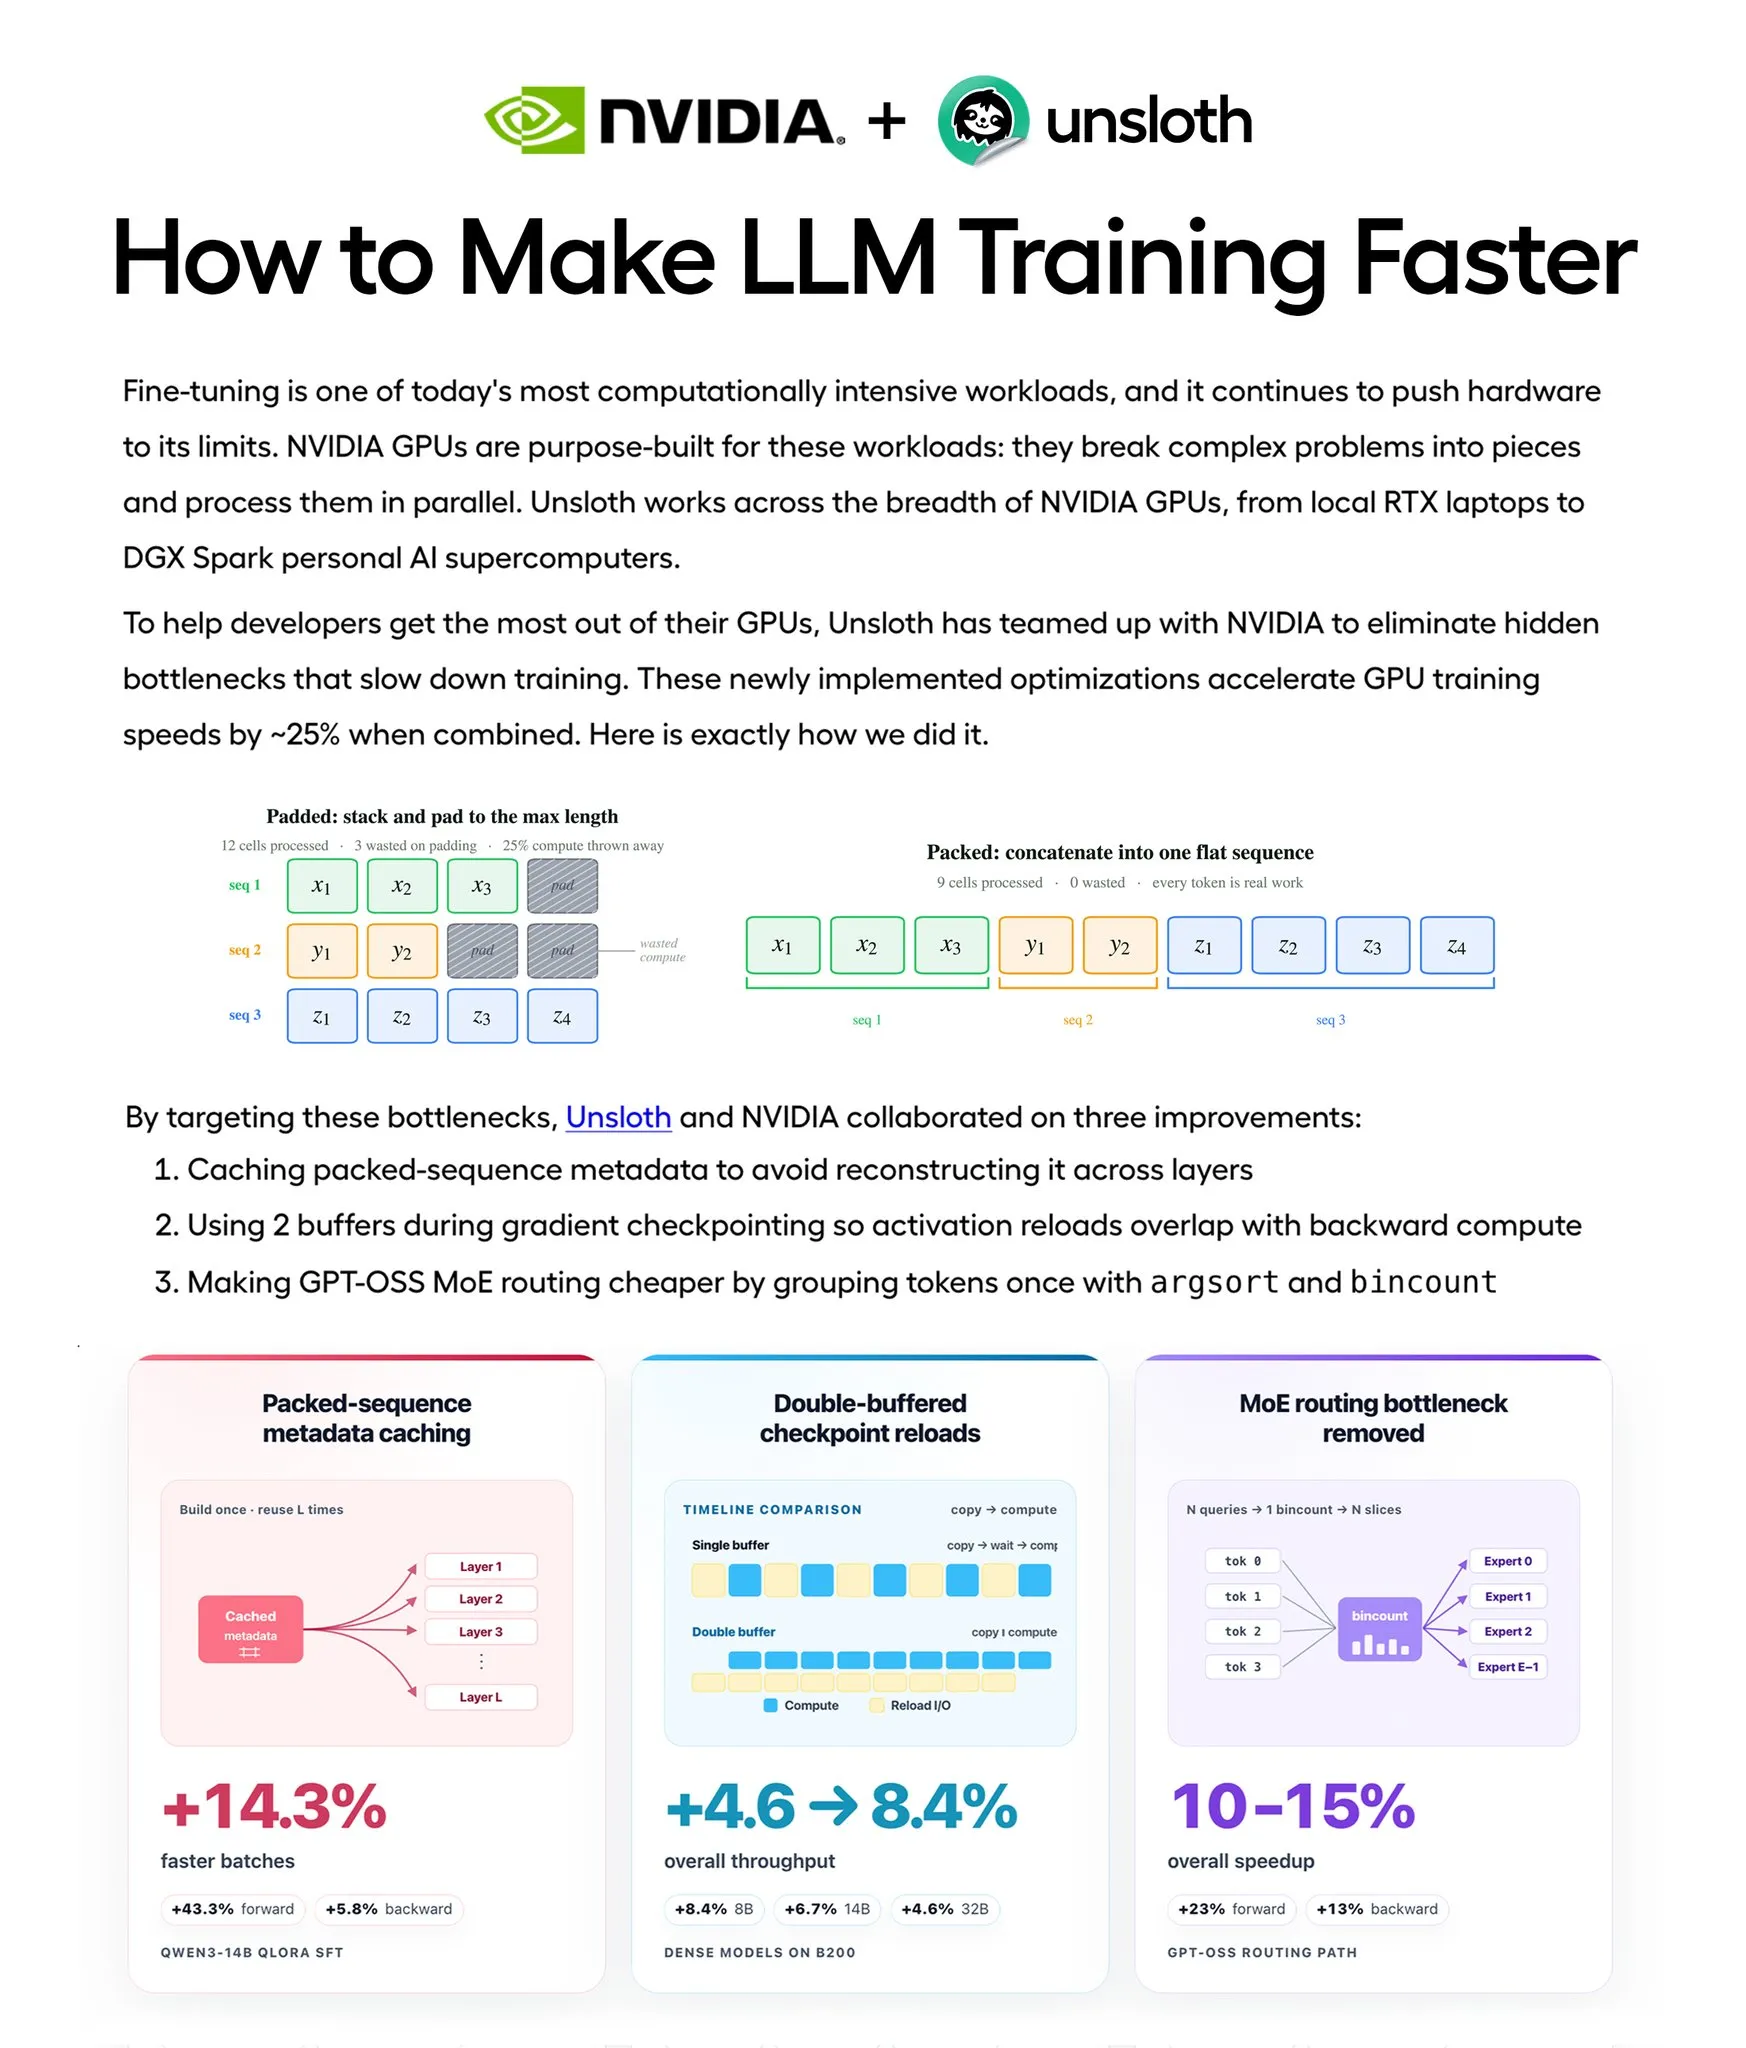 NVIDIA + unsloth
How to Make LLM Training Faster
Fine-tuning is one of today's most computationally intensive workloads, and it continues to push hardware
to its limits. NVIDIA GPUs are purpose-built for these workloads: they break complex problems into pieces
and process them in parallel. Unsloth works across the breadth of NVIDIA GPUs, from local RTX laptops to
DGX Spark personal AI supercomputers.
To help developers get the most out of their GPUs, Unsloth has teamed up with NVIDIA to eliminate hidden
bottlenecks that slow down training. These newly implemented optimizations accelerate GPU training
speeds by ~25% when combined. Here is exactly how we did it.
Padded: stack and pad to the max length
12 cells processed · 3 wasted on padding · 25% compute thrown away
seq 1 x1 x2 x3 pad
seq 2 y1 y2 pad pad
wasted
compute
seq 3 z1 z2 z3 z4
Packed: concatenate into one flat sequence
9 cells processed · 0 wasted · every token is real work
x1 x2 x3 y1 y2 z1 z2 z3 z4
seq 1 seq 2 seq 3
By targeting these bottlenecks, Unsloth and NVIDIA collaborated on three improvements:
1. Caching packed-sequence metadata to avoid reconstructing it across layers
2. Using 2 buffers during gradient checkpointing so activation reloads overlap with backward compute
3. Making GPT-OSS MoE routing cheaper by grouping tokens once with argsort and bincount
Packed-sequence
metadata caching
Build once · reuse L times
Cached
metadata
Layer 1
Layer 2
Layer 3
⋮
Layer L
+14.3%
faster batches
+43.3% forward +5.8% backward
QWEN3-14B QLORA SFT
Double-buffered
checkpoint reloads
TIMELINE COMPARISON copy → compute
Single buffer copy → wait → comp
Double buffer copy ı compute
Compute Reload I/O
+4.6 → 8.4%
overall throughput
+8.4% 8B +6.7% 14B +4.6% 32B
DENSE MODELS ON B200
MoE routing bottleneck
removed
N queries → 1 bincount → N slices
tok 0
tok 1
tok 2
tok 3
bincount
Expert 0
Expert 1
Expert 2
Expert E−1
10–15%
overall speedup
+23% forward +13% backward
GPT-OSS ROUTING PATH